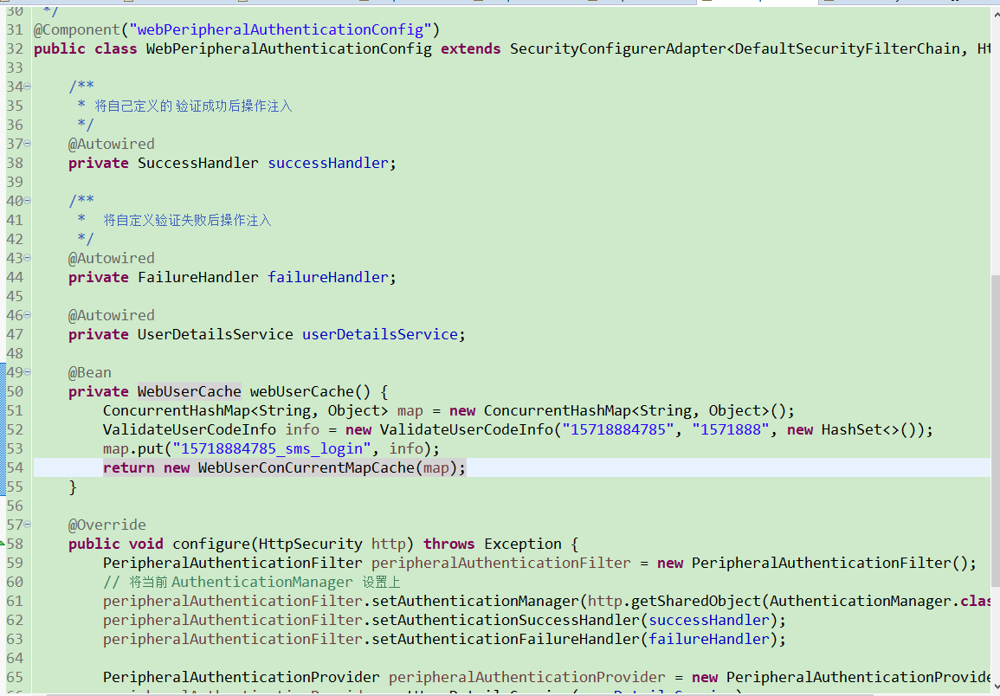 30  */
31 @Component("webPeripheralAuthenticationConfig")
32 public class WebPeripheralAuthenticationConfig extends SecurityConfigurerAdapter<DefaultSecurityFilterChain, Ht
33
34     /**
35      * 将自己定义的 验证成功后操作注入
36      */
37     @Autowired
38     private SuccessHandler successHandler;
39
40     /**
41      *  将自定义验证失败后操作注入
42      */
43     @Autowired
44     private FailureHandler failureHandler;
45
46     @Autowired
47     private UserDetailsService userDetailsService;
48
49     @Bean
50     private WebUserCache webUserCache() {
51         ConcurrentHashMap<String, Object> map = new ConcurrentHashMap<String, Object>();
52         ValidateUserCodeInfo info = new ValidateUserCodeInfo("15718884785", "1571888", new HashSet<>());
53         map.put("15718884785_sms_login", info);
54         return new WebUserConCurrentMapCache(map);
55     }
56
57     @Override
58     public void configure(HttpSecurity http) throws Exception {
59         PeripheralAuthenticationFilter peripheralAuthenticationFilter = new PeripheralAuthenticationFilter();
60         // 将当前 AuthenticationManager 设置上
61         peripheralAuthenticationFilter.setAuthenticationManager(http.getSharedObject(AuthenticationManager.clas
62         peripheralAuthenticationFilter.setAuthenticationSuccessHandler(successHandler);
63         peripheralAuthenticationFilter.setAuthenticationFailureHandler(failureHandler);
64
65         PeripheralAuthenticationProvider peripheralAuthenticationProvider = new PeripheralAuthenticationProvide